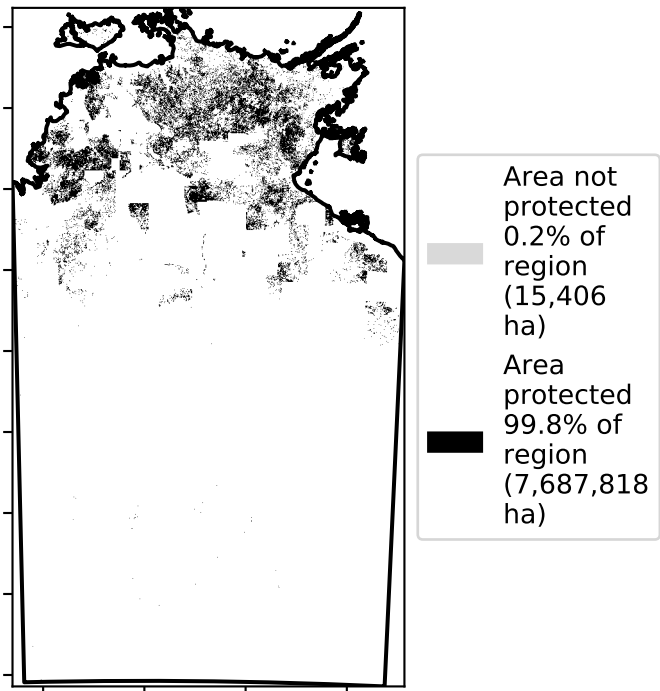 Area not
protected
0.2% of
region
(15,406
ha)
Area
protected
99.8% of
region
(7,687,818
ha)